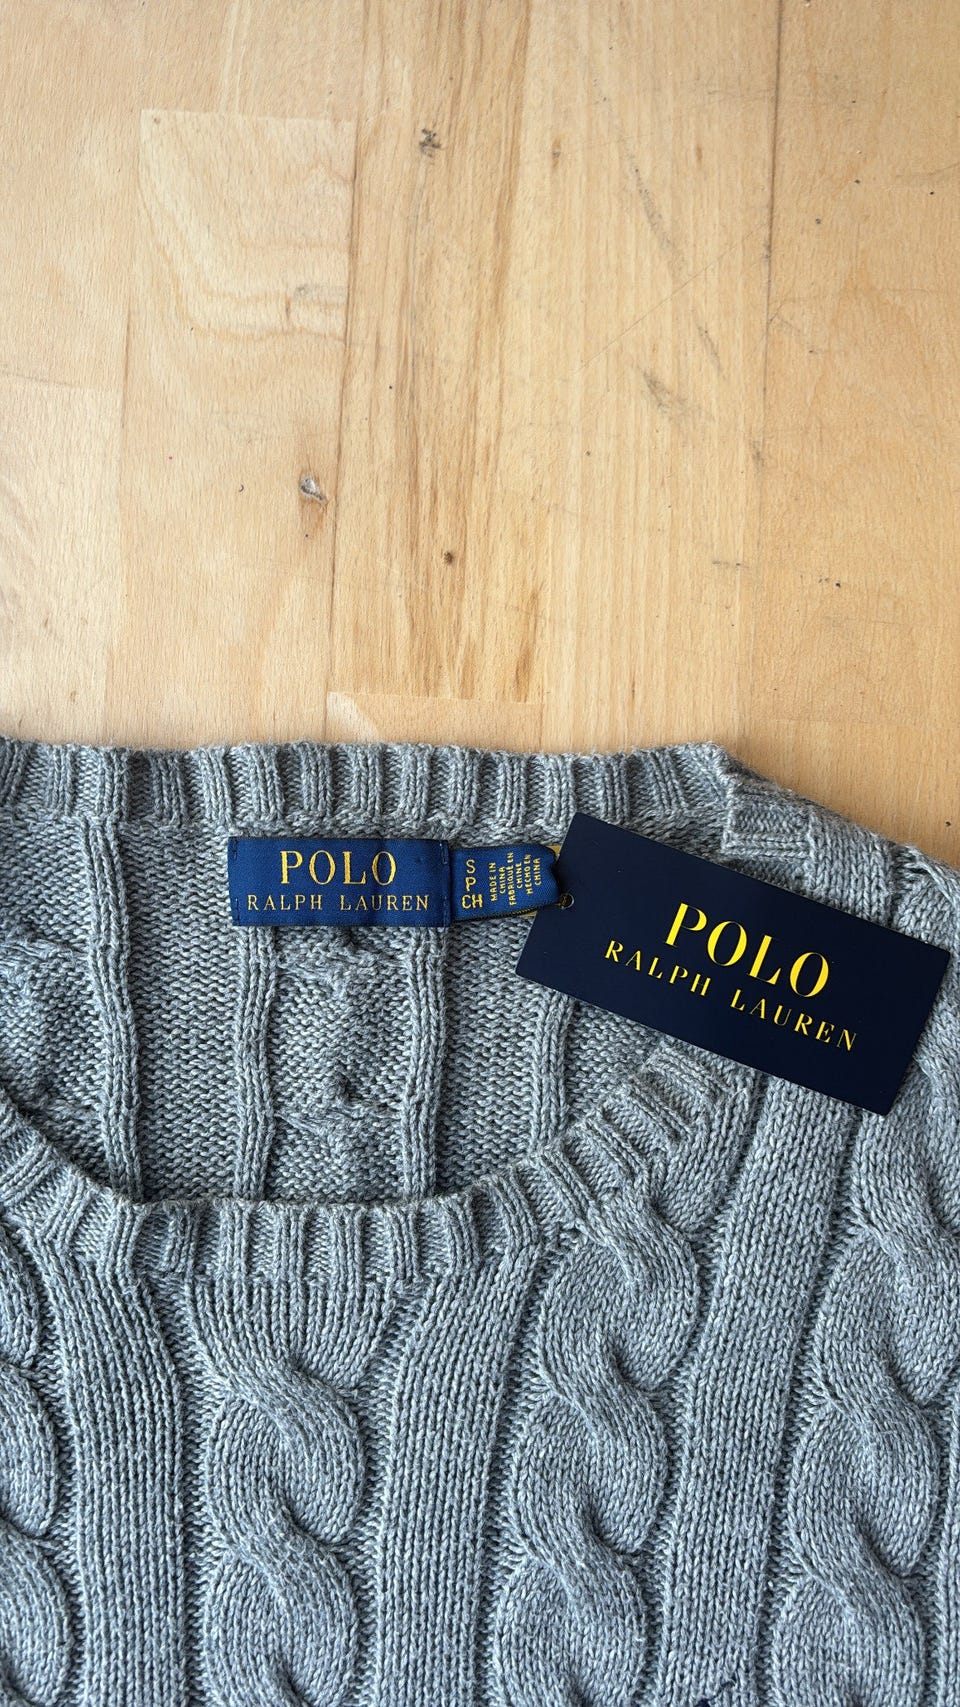 POLO
RALPH LAUREN
S
P
CH
MADE IN
CHINA
FABRIQUÉ EN
CHINE
HECHO EN
CHINA
POLO
RALPH LAUREN